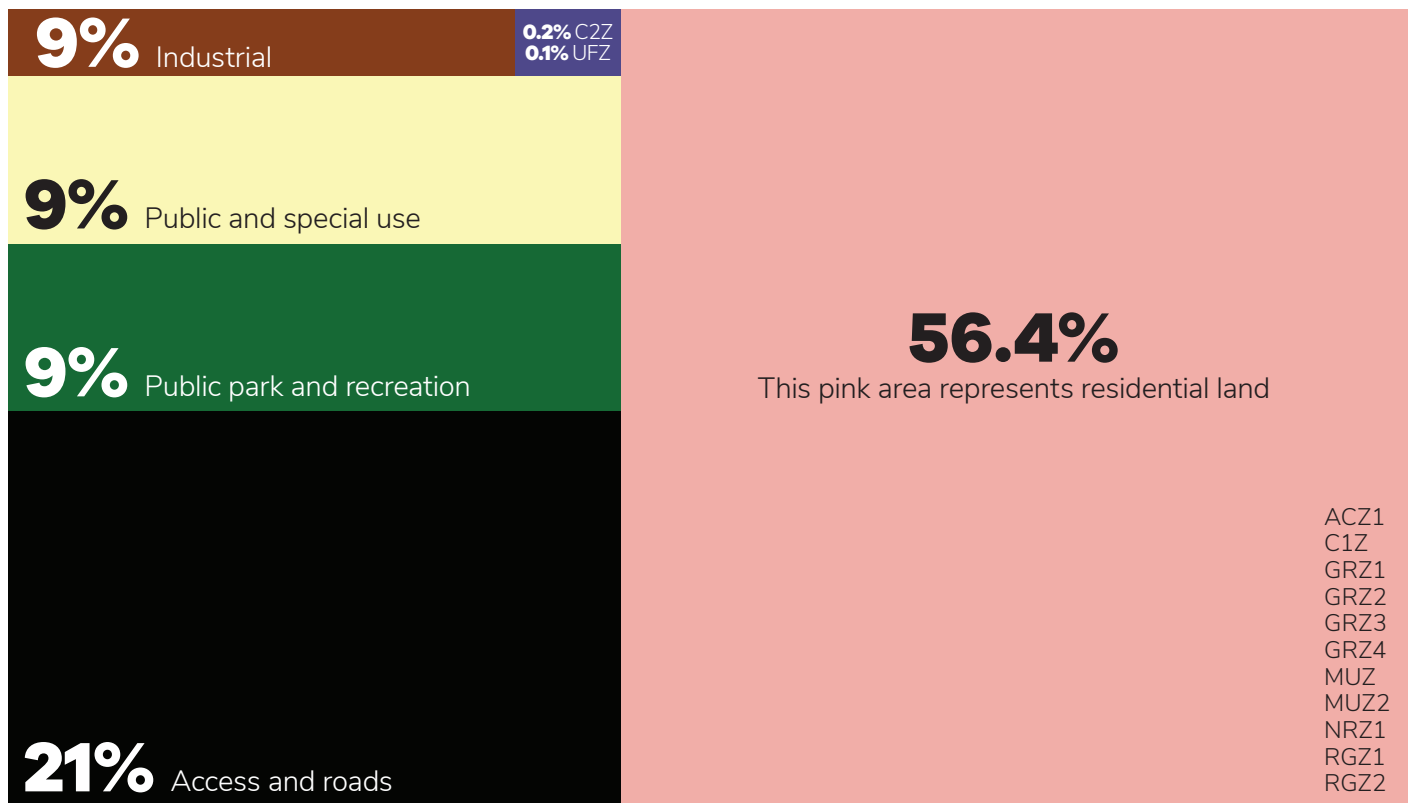 9% Industrial
0.2% C2Z
0.1% UFZ
9% Public and special use
9% Public park and recreation
21% Access and roads
56.4%
This pink area represents residential land
ACZ1
C1Z
GRZ1
GRZ2
GRZ3
GRZ4
MUZ
MUZ2
NRZ1
RGZ1
RGZ2